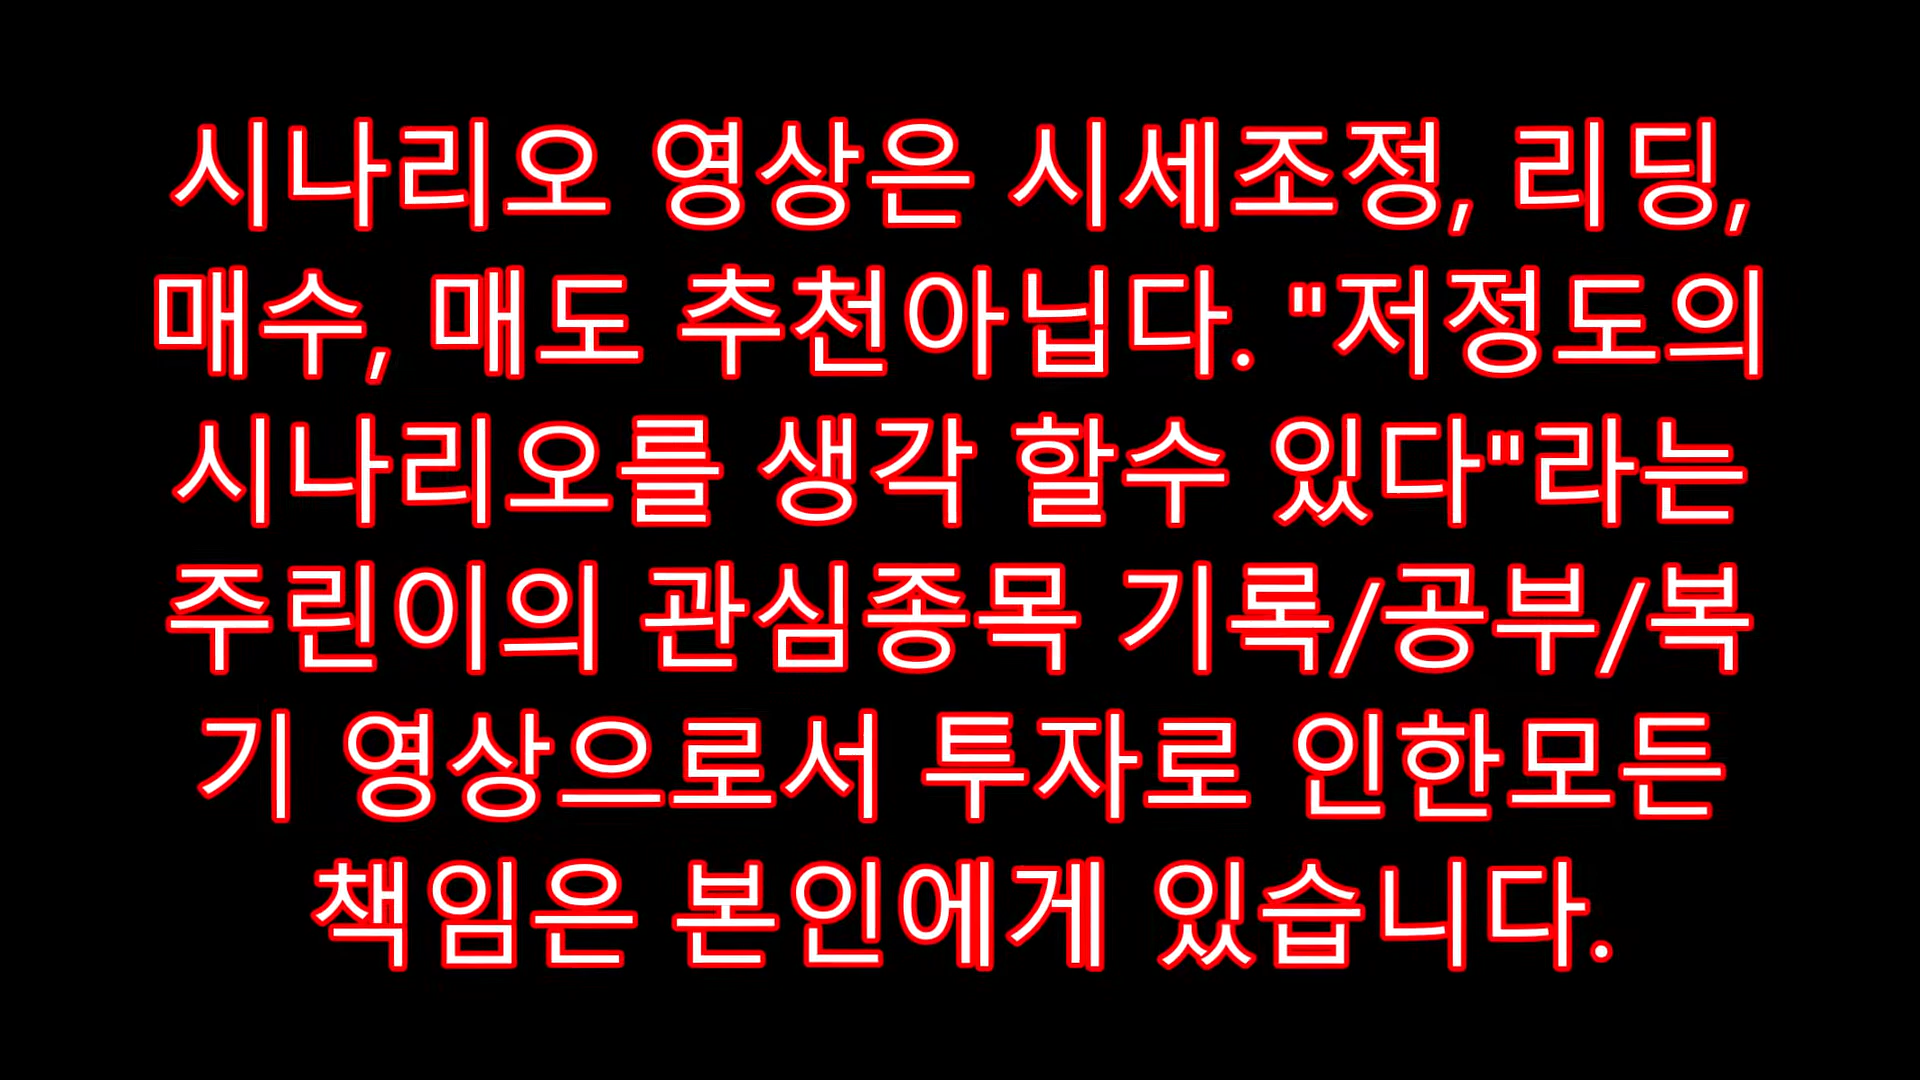 시나리오 영상은 시세조정, 리딩,
매수, 매도 추천아닙다. "저정도의
시나리오를 생각 할수 있다"라는
주린이의 관심종목 기록/공부/복
기 영상으로서 투자로 인한모든
책임은 본인에게 있습니다.